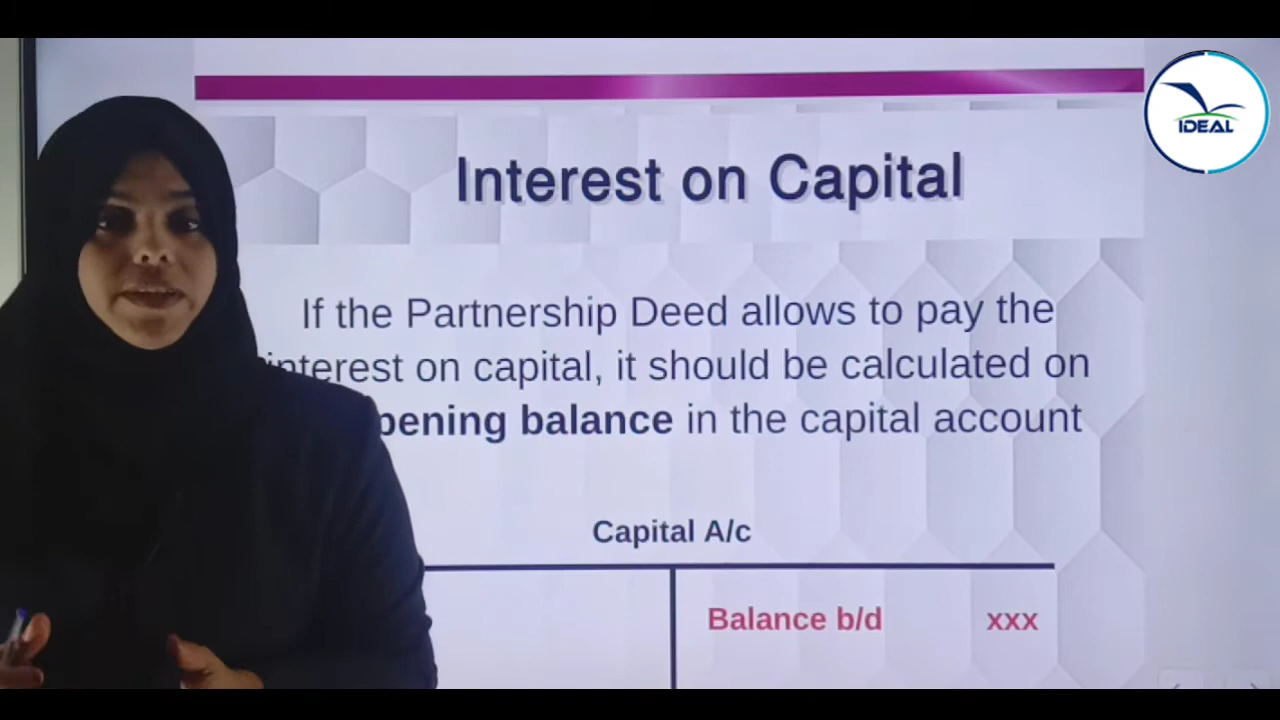 IDEAL
Interest on Capital
If the Partnership Deed allows to pay the
interest on capital, it should be calculated on
pening balance in the capital account
Capital A/c
Balance b/d xxx